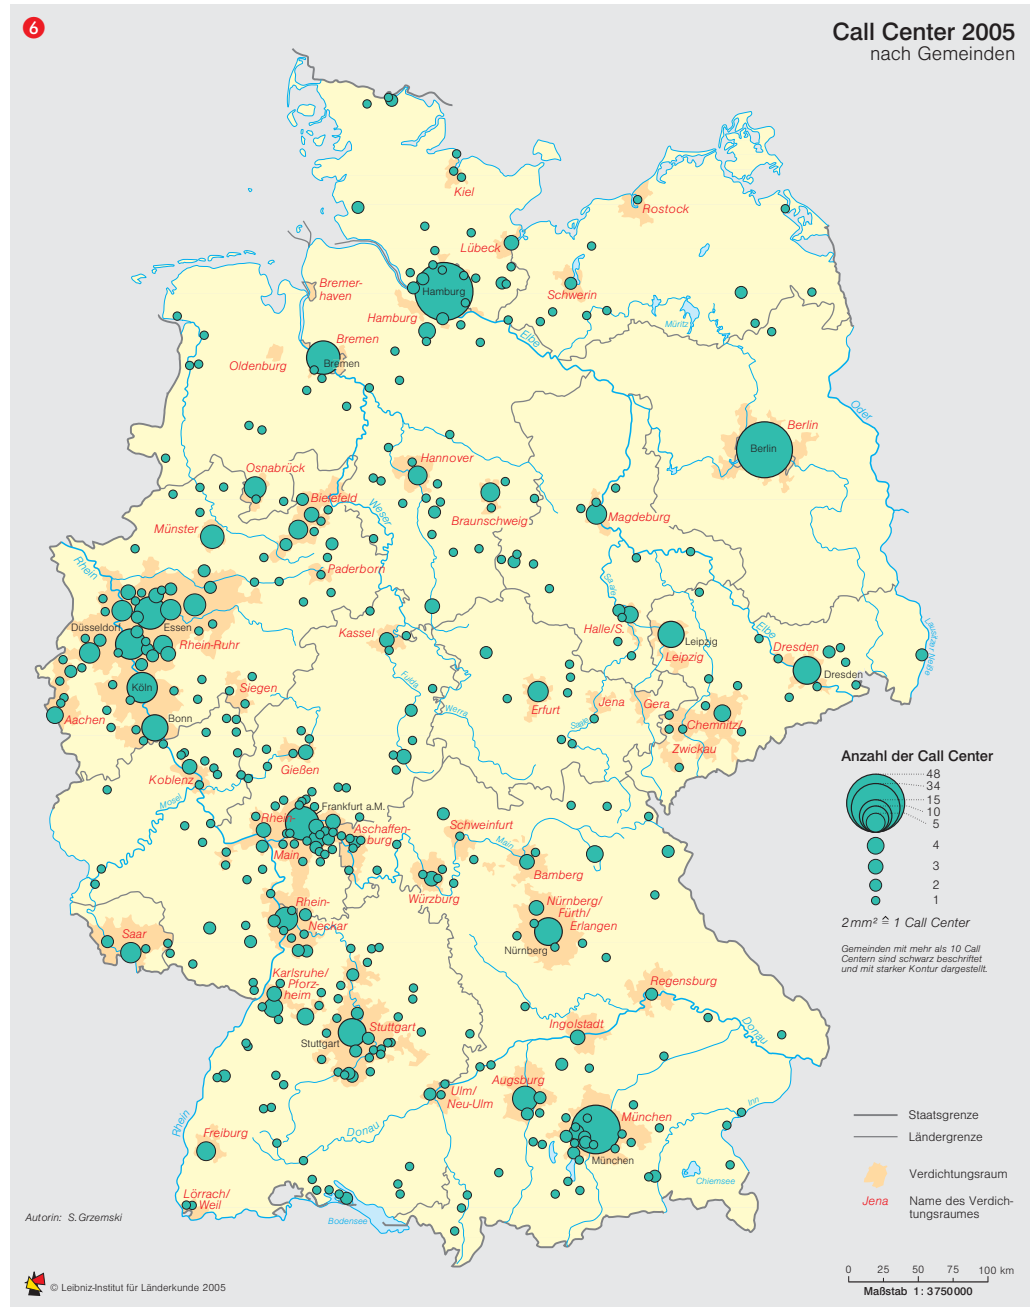 6
Call Center 2005
nach Gemeinden
Kiel
Rostock
Lübeck
Schwerin
Bremer-
haven
Hamburg
Hamburg
Müritz
Elbe
Bremen
Bremen
Oldenburg
Oder
Berlin
Berlin
Hannover
Osnabrück
Bielefeld
Weser
Braunschweig
Magdeburg
Münster
Rhein
Paderborn
Saale
Düsseldorf
Essen
Rhein-Ruhr
Kassel
Halle/S.
Leipzig
Leipzig
Elbe
Dresden
Dresden
Lausitzer Neiße
Köln
Siegen
Fulda
Werra
Erfurt
Jena
Saale
Gera
Aachen
Bonn
Chemnitz/
Zwickau
Koblenz
Gießen
Mosel
Frankfurt a.M.
Rhein-
Main
Aschaffen-
burg
Schweinfurt
Main
Bamberg
Würzburg
Rhein-
Neckar
Nürnberg/
Fürth/
Erlangen
Nürnberg
Saar
Karlsruhe/
Pforz-
heim
Regensburg
Stuttgart
Stuttgart
Ingolstadt
Donau
Augsburg
Ulm/
Neu-Ulm
München
München
Inn
Rhein
Donau
Freiburg
Chiemsee
Lörrach/
Weil
Bodensee
Anzahl der Call Center
48
34
15
10
5
4
3
2
1
2 mm² ≙ 1 Call Center
Gemeinden mit mehr als 10 Call
Centern sind schwarz beschriftet
und mit starker Kontur dargestellt.
Staatsgrenze
Ländergrenze
Verdichtungsraum
Jena
Name des Verdich-
tungsraumes
Autorin: S. Grzemski
© Leibniz-Institut für Länderkunde 2005
0 25 50 75 100 km
Maßstab 1 : 3750000